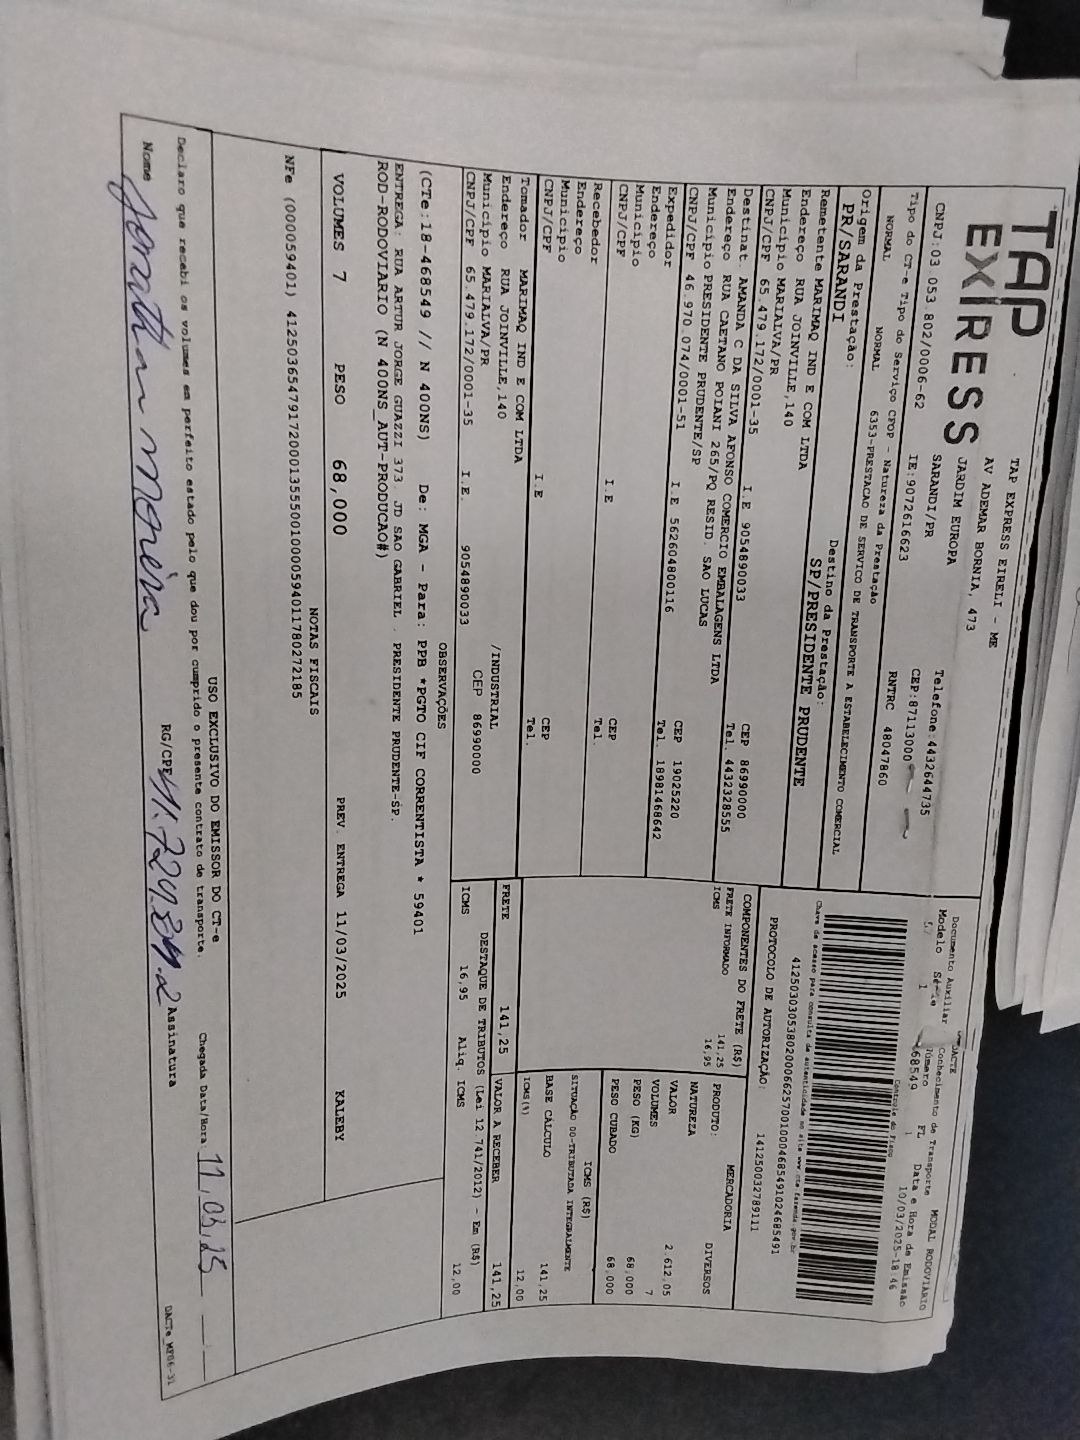 TAP
EXPRESS
TAP EXPRESS EIRELI - ME
AV ADEMAR BORNIA, 473
JARDIM EUROPA
SARANDI/PR
Telefone:4432644735
CNPJ:03 053 802/0006-62 IE:9072616623 CEP:87113000
RNTRC 48047860
Tipo do CT-e Tipo do Serviço CFOP - Natureza da Prestação
NORMAL NORMAL 6353-PRESTACAO DE SERVICO DE TRANSPORTE A ESTABELECIMENTO COMERCIAL
Origem da Prestação: Destino da Prestação:
PR/SARANDI SP/PRESIDENTE PRUDENTE
Remetente MARIMAQ IND E COM LTDA
Endereço RUA JOINVILLE,140
Município MARIALVA/PR CEP 86990000
CNPJ/CPF 65.479.172/0001-35 I.E 9054890033 Tel. 4432328555
Destinat. AMANDA C DA SILVA AFONSO COMERCIO EMBALAGENS LTDA
Endereço RUA CAETANO POIANI 265/PQ RESID. SAO LUCAS
Município PRESIDENTE PRUDENTE/SP CEP 19025220
CNPJ/CPF 46.970.074/0001-51 I.E 562604800116 Tel. 18981468642
Expedidor
Endereço
Município CEP
CNPJ/CPF I.E Tel.
Recebedor
Endereço
Município CEP
CNPJ/CPF I.E Tel.
Tomador MARIMAQ IND E COM LTDA
Endereço RUA JOINVILLE,140 /INDUSTRIAL
Município MARIALVA/PR CEP 86990000
CNPJ/CPF 65.479.172/0001-35 I.E. 9054890033
Documento Auxiliar Conhecimento de Transporte MODAL RODOVIÁRIO
Modelo Série Número FL Data e Hora de Emissão
57 1 468549 1 10/03/2025-18:46
Controle do Fisco
Chave de acesso para consulta de autenticidade no site www.cte.fazenda.gov.br
41250303053802000662570010004685491024685491
PROTOCOLO DE AUTORIZAÇÃO: 141250032789111
COMPONENTES DO FRETE (R$)
FRETE INFORMADO 141,25
ICMS 16,95
PRODUTO: MERCADORIA
NATUREZA DIVERSOS
VALOR 2.612,05
VOLUMES 7
PESO (KG) 68,000
PESO CUBADO 68,000
ICMS (R$)
SITUAÇÃO 00-TRIBUTADA INTEGRALMENTE
BASE CÁLCULO 141,25
ICMS(%) 12,00
FRETE 141,25 VALOR A RECEBER 141,25
DESTAQUE DE TRIBUTOS (Lei 12.741/2012) - Em (R$)
ICMS 16,95 Aliq. ICMS 12,00
OBSERVAÇÕES
(CTe:18-468549 // N 400NS) De: MGA - Para: PPB *PGTO CIF CORRENTISTA * 59401
ENTREGA: RUA ARTUR JORGE GUAZZI 373. JD SAO GABRIEL . PRESIDENTE PRUDENTE-SP.
ROD-RODOVIARIO (N 400NS_AUT-PRODUCAO#)
VOLUMES 7 PESO 68,000 PREV. ENTREGA 11/03/2025 KALEBY
NOTAS FISCAIS
NFe (000059401) 41250365479172000135550010000594011780272185
USO EXCLUSIVO DO EMISSOR DO CT-e
Declaro que recebi os volumes em perfeito estado pelo que dou por cumprido o presente contrato de transporte. Chegada Data/Hora 11,03,25
Nome Jonathan Moreira RG/CPF 41.729.891.2 Assinatura